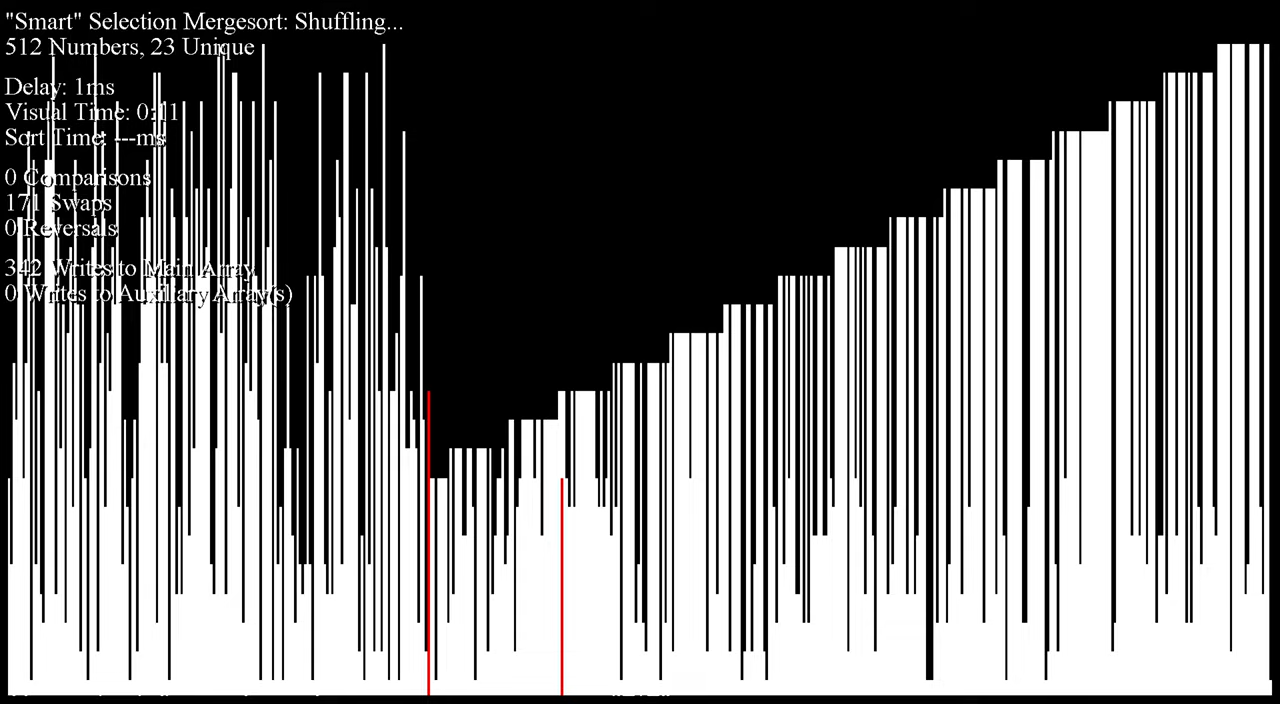 "Smart" Selection Mergesort: Shuffling...
512 Numbers, 23 Unique
Delay: 1ms
Visual Time: 0:11
Sort Time: ---ms
0 Comparisons
171 Swaps
0 Reversals
342 Writes to Main Array
0 Writes to Auxiliary Array(s)